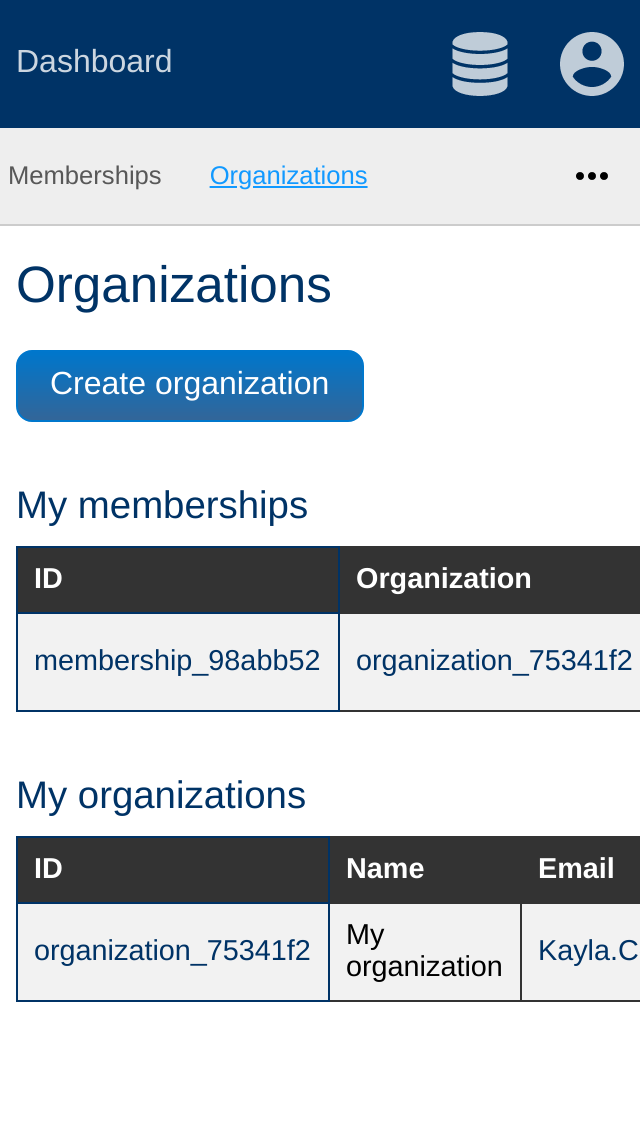 Dashboard
Memberships Organizations
Organizations
Create organization
My memberships
ID Organization
membership_98abb52 organization_75341f2
My organizations
ID Name Email
organization_75341f2 My organization Kayla.C